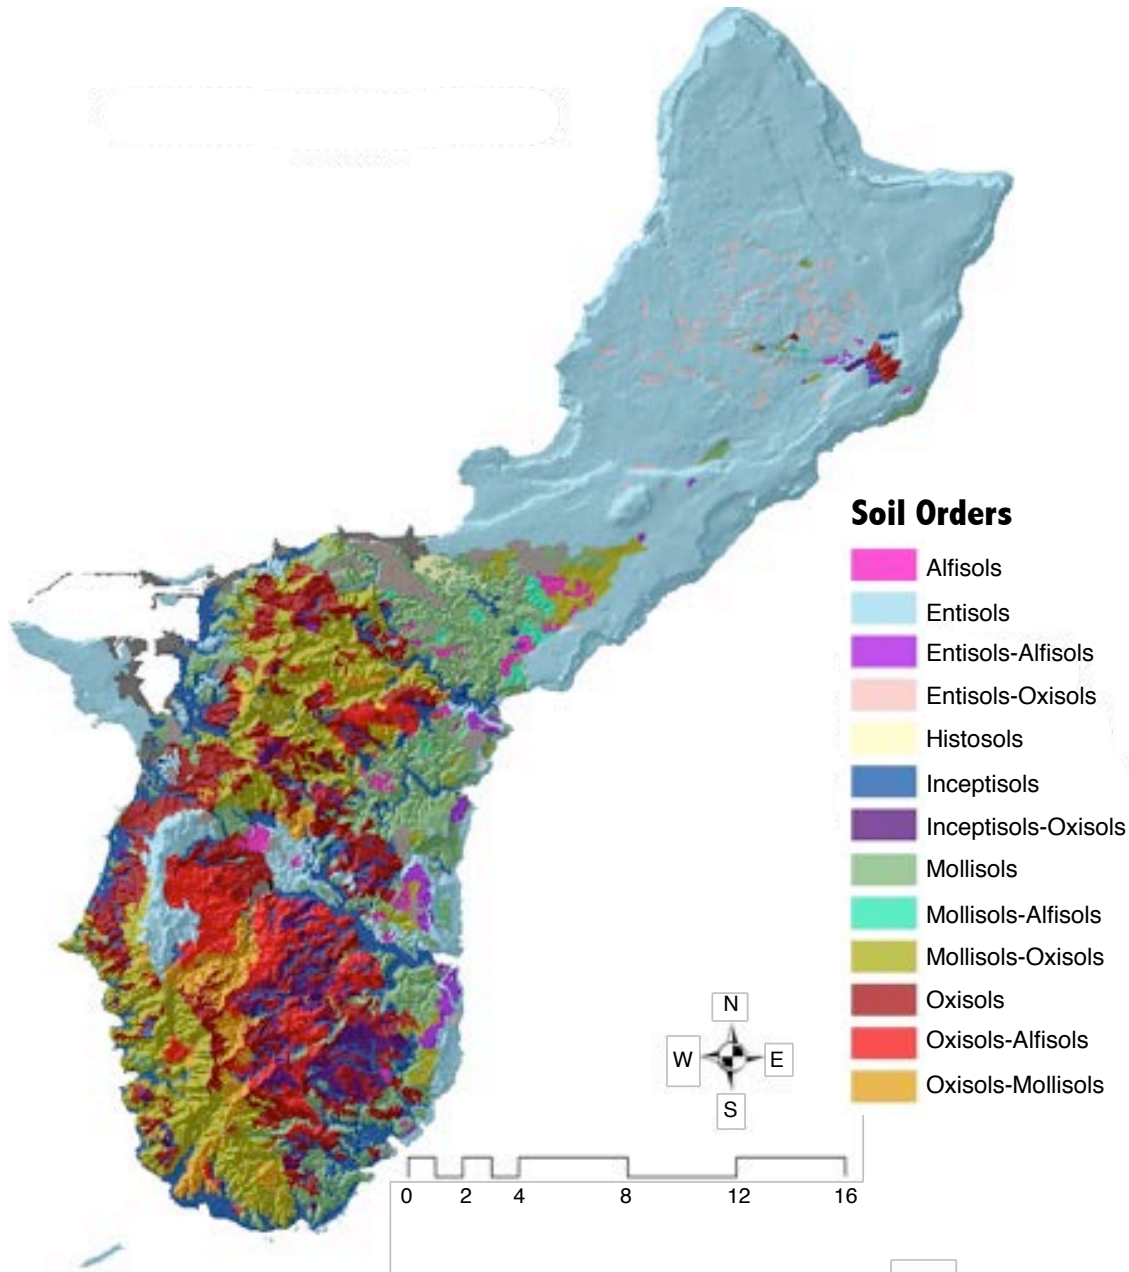 Soil Orders
Alfisols
Entisols
Entisols-Alfisols
Entisols-Oxisols
Histosols
Inceptisols
Inceptisols-Oxisols
Mollisols
Mollisols-Alfisols
Mollisols-Oxisols
Oxisols
Oxisols-Alfisols
Oxisols-Mollisols
N
W E
S
0 2 4 8 12 16